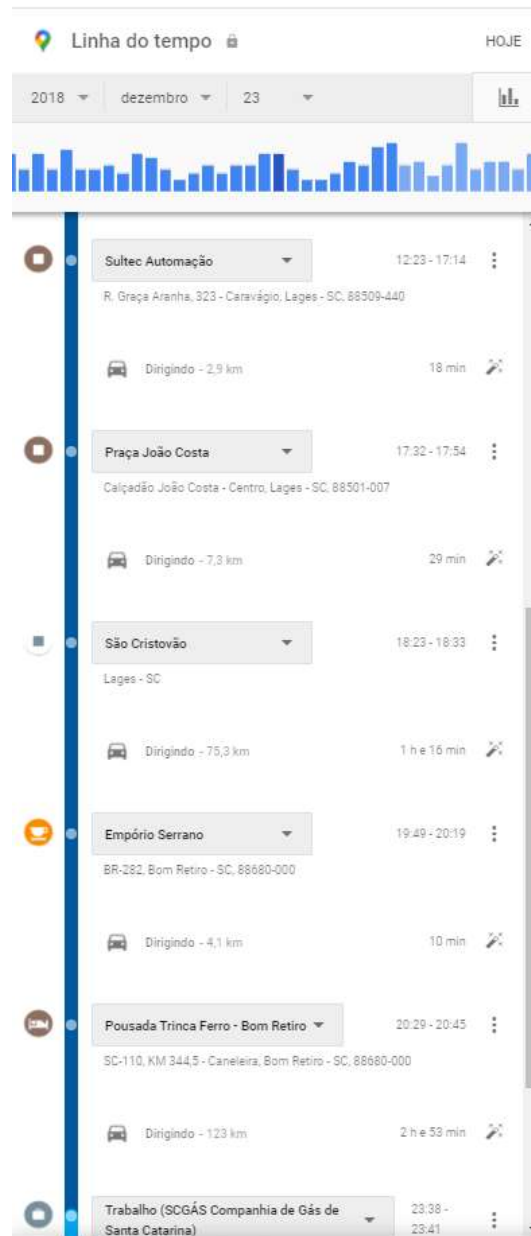 Linha do tempo HOJE
2018 dezembro 23
Sultec Automação 12:23 - 17:14
R. Graça Aranha, 323 - Caravágio, Lages - SC, 88509-440
Dirigindo - 2,9 km 18 min
Praça João Costa 17:32 - 17:54
Calçadão João Costa - Centro, Lages - SC, 88501-007
Dirigindo - 7,3 km 29 min
São Cristovão 18:23 - 18:33
Lages - SC
Dirigindo - 75,3 km 1 h e 16 min
Empório Serrano 19:49 - 20:19
BR-282, Bom Retiro - SC, 88680-000
Dirigindo - 4,1 km 10 min
Pousada Trinca Ferro - Bom Retiro 20:29 - 20:45
SC-110, KM 344,5 - Caneleira, Bom Retiro - SC, 88680-000
Dirigindo - 123 km 2 h e 53 min
Trabalho (SCGÁS Companhia de Gás de 23:38 -
Santa Catarina) 23:41